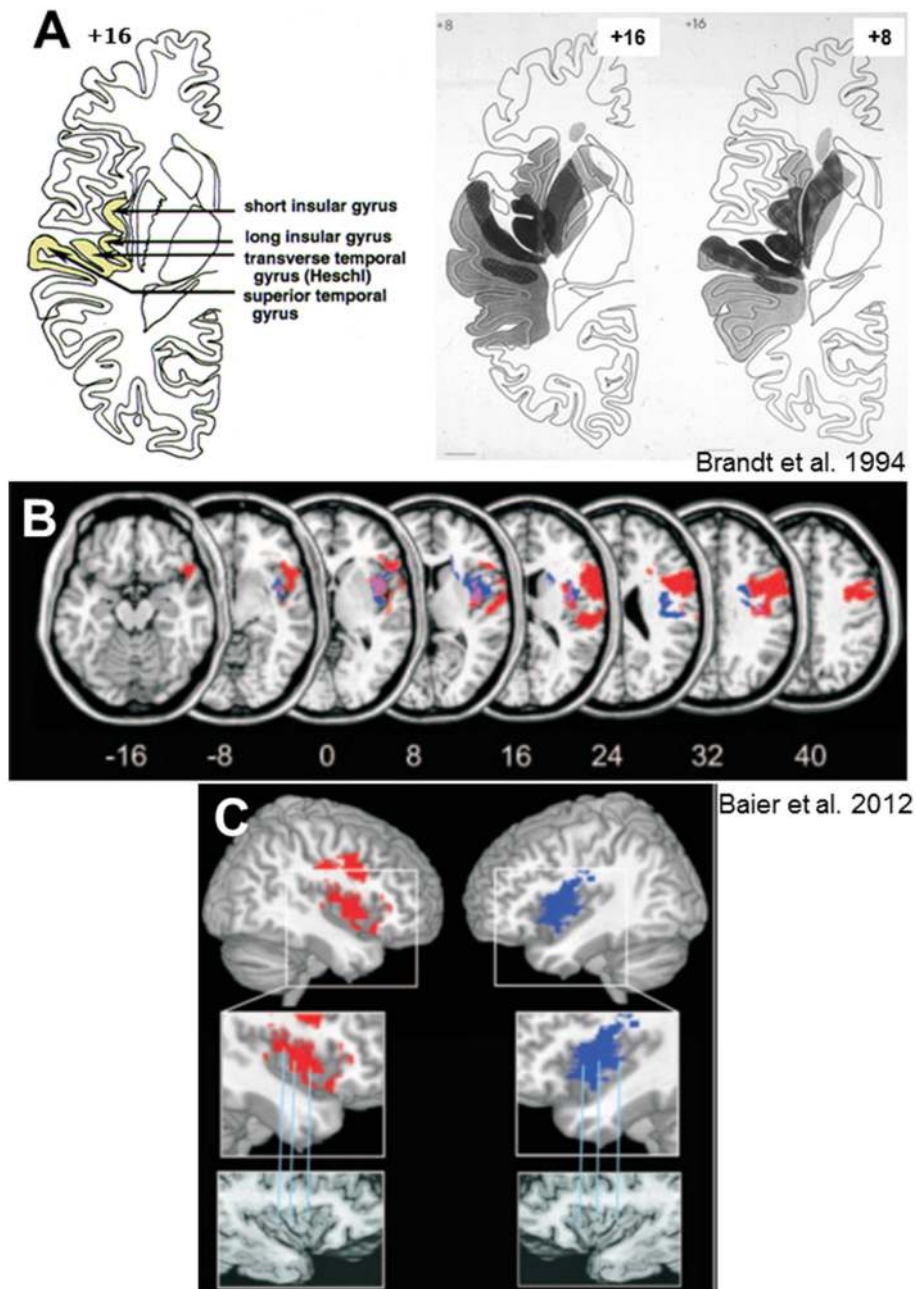 A
+16
short insular gyrus
long insular gyrus
transverse temporal
gyrus (Heschl)
superior temporal
gyrus
+8
+16
+16
+8
Brandt et al. 1994
B
-16 -8 0 8 16 24 32 40
Baier et al. 2012
C